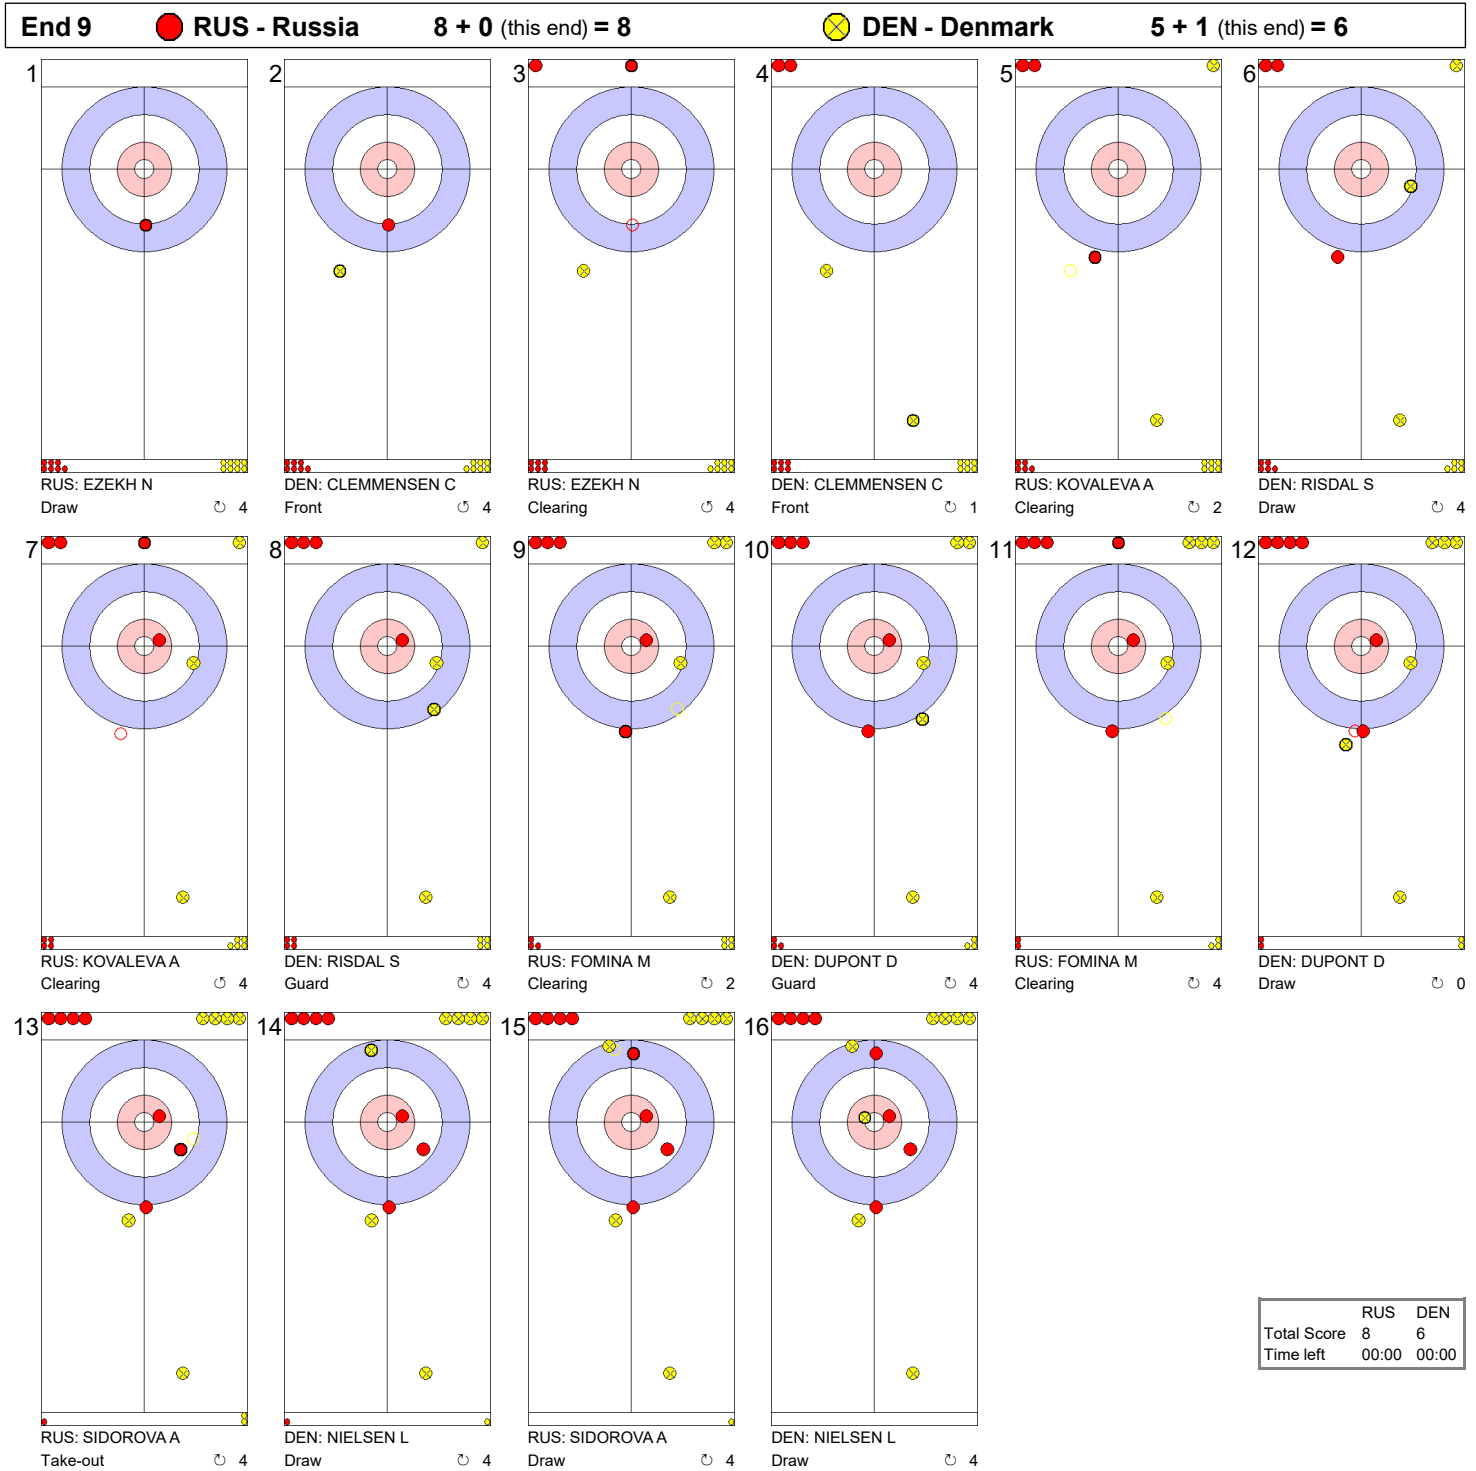 End 9 RUS - Russia 8 + 0 (this end) = 8 DEN - Denmark 5 + 1 (this end) = 6
1 2 3 4 5 6
RUS: EZEKH N DEN: CLEMMENSEN C RUS: EZEKH N DEN: CLEMMENSEN C RUS: KOVALEVA A DEN: RISDAL S
Draw ↻ 4 Front ↺ 4 Clearing ↻ 4 Front ↻ 1 Clearing ↻ 2 Draw ↻ 4
7 8 9 10 11 12
RUS: KOVALEVA A DEN: RISDAL S RUS: FOMINA M DEN: DUPONT D RUS: FOMINA M DEN: DUPONT D
Clearing ↺ 4 Guard ↻ 4 Clearing ↻ 2 Guard ↻ 4 Clearing ↺ 4 Draw ↻ 0
13 14 15 16
RUS DEN
Total Score 8 6
Time left 00:00 00:00
RUS: SIDOROVA A DEN: NIELSEN L RUS: SIDOROVA A DEN: NIELSEN L
Take-out ↻ 4 Draw ↻ 4 Draw ↻ 4 Draw ↻ 4